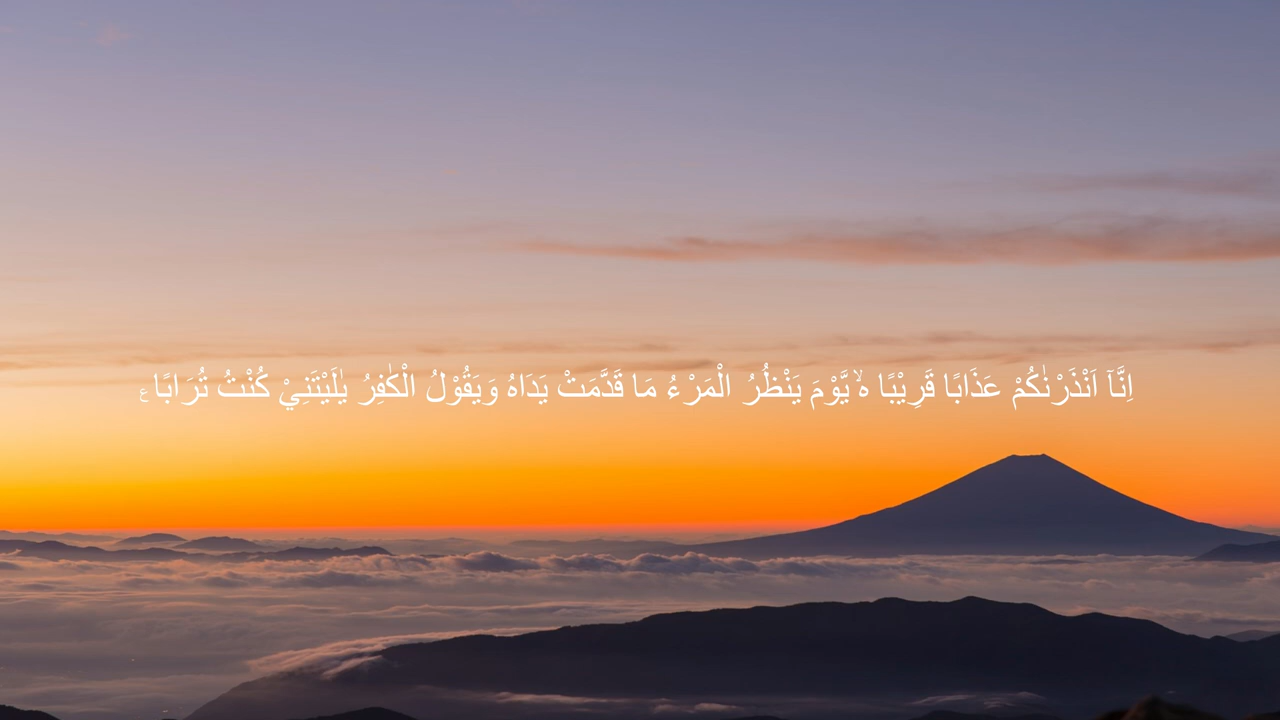 اِنَّآ اَنْذَرْنٰكُمْ عَذَابًا قَرِيْبًا ەۙ يَّوْمَ يَنْظُرُ الْمَرْءُ مَا قَدَّمَتْ يَدَاهُ وَيَقُوْلُ الْكٰفِرُ يٰلَيْتَنِيْ كُنْتُ تُرَابًا ࣖ